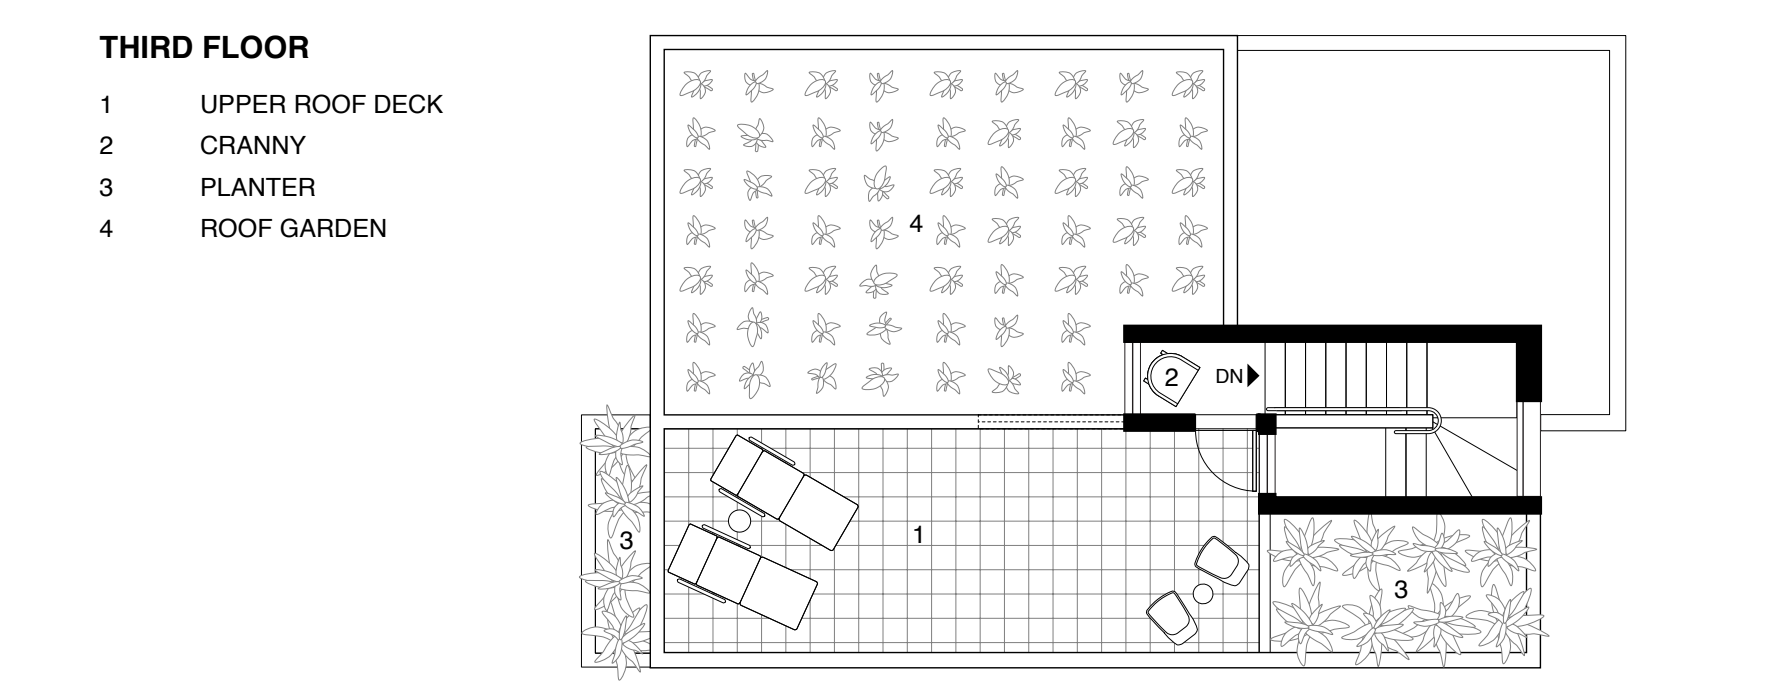 THIRD FLOOR
1 UPPER ROOF DECK
2 CRANNY
3 PLANTER
4 ROOF GARDEN
4
2 DN
1
3
3